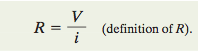 R = V/i (definition of R).